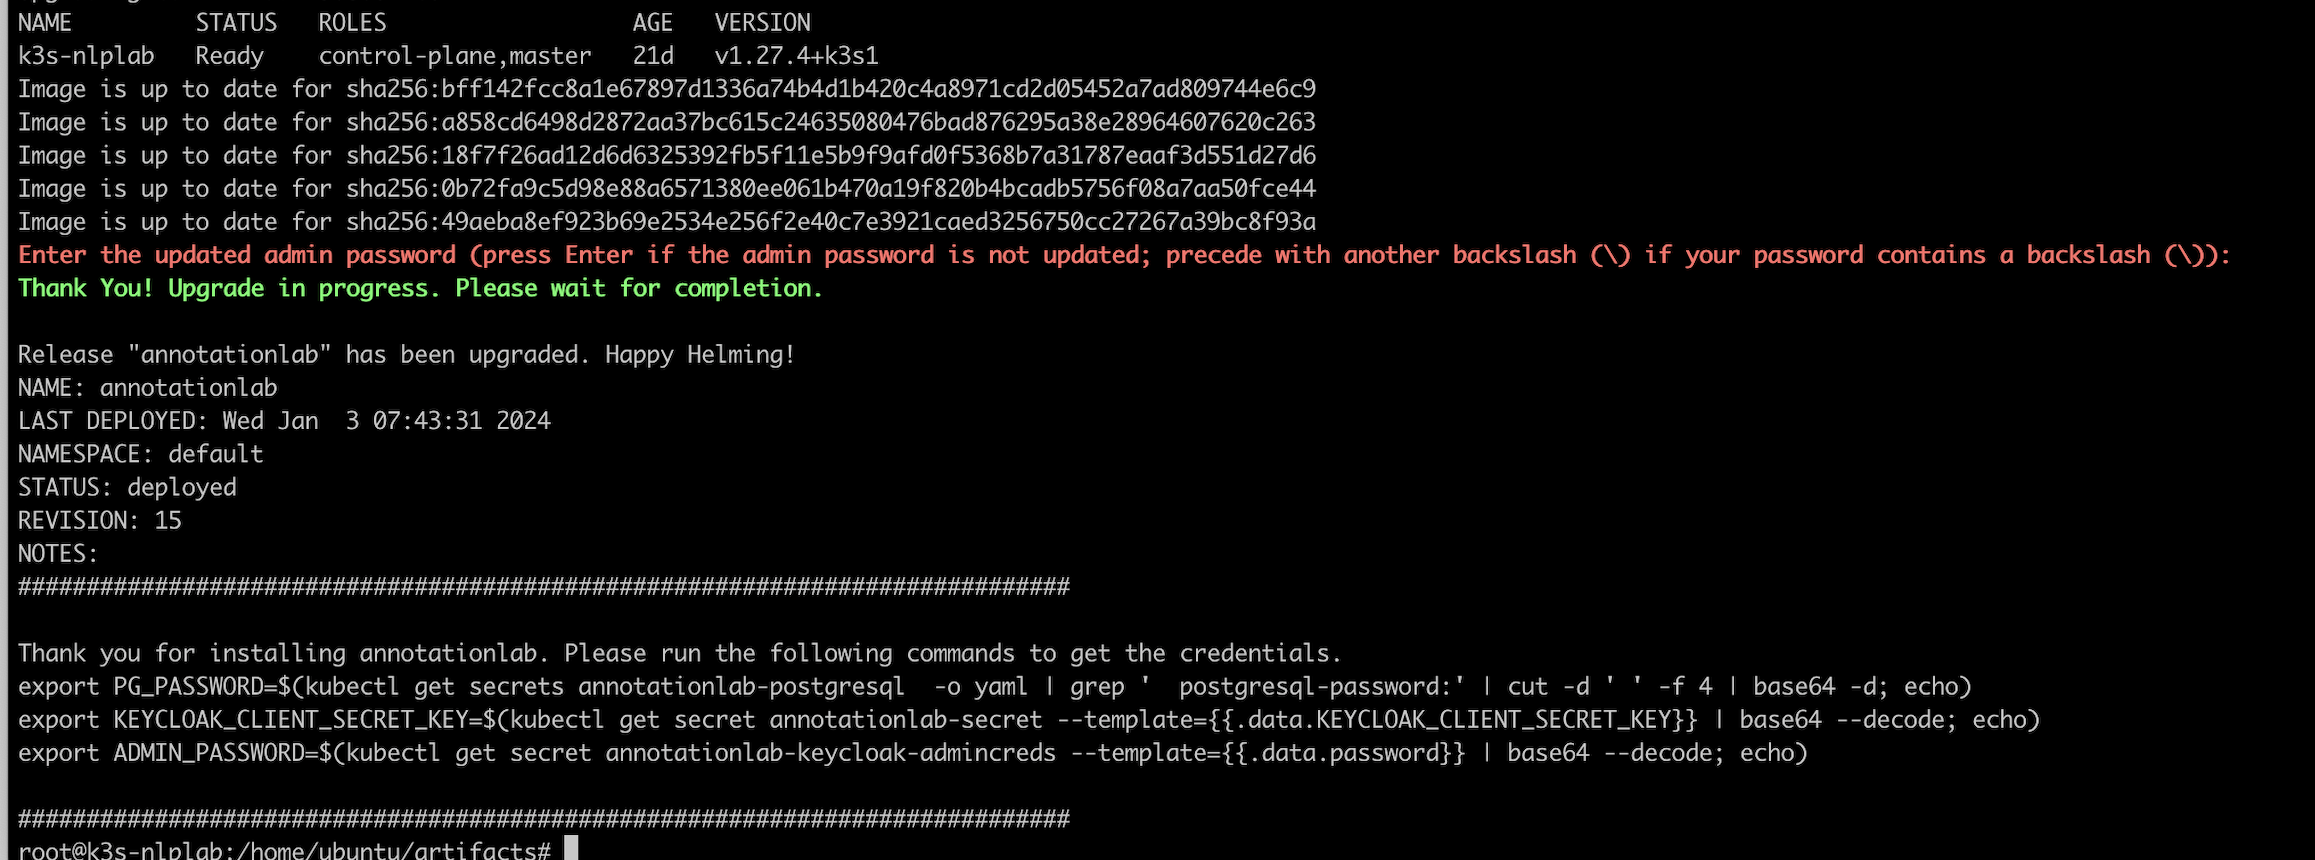 NAME         STATUS   ROLES                  AGE   VERSION
k3s-nlplab   Ready    control-plane,master   21d   v1.27.4+k3s1
Image is up to date for sha256:bff142fcc8a1e67897d1336a74b4d1b420c4a8971cd2d05452a7ad809744e6c9
Image is up to date for sha256:a858cd6498d2872aa37bc615c24635080476bad876295a38e28964607620c263
Image is up to date for sha256:18f7f26ad12d6d6325392fb5f11e5b9f9afd0f5368b7a31787eaaf3d551d27d6
Image is up to date for sha256:0b72fa9c5d98e88a6571380ee061b470a19f820b4bcadb5756f08a7aa50fce44
Image is up to date for sha256:49aeba8ef923b69e2534e256f2e40c7e3921caed3256750cc27267a39bc8f93a
Enter the updated admin password (press Enter if the admin password is not updated; precede with another backslash (\) if your password contains a backslash (\)):
Thank You! Upgrade in progress. Please wait for completion.
Release "annotationlab" has been upgraded. Happy Helming!
NAME: annotationlab
LAST DEPLOYED: Wed Jan  3 07:43:31 2024
NAMESPACE: default
STATUS: deployed
REVISION: 15
NOTES:
#############################################################################
Thank you for installing annotationlab. Please run the following commands to get the credentials.
export PG_PASSWORD=$(kubectl get secrets annotationlab-postgresql  -o yaml | grep '  postgresql-password:' | cut -d ' ' -f 4 | base64 -d; echo)
export KEYCLOAK_CLIENT_SECRET_KEY=$(kubectl get secret annotationlab-secret --template={{.data.KEYCLOAK_CLIENT_SECRET_KEY}} | base64 --decode; echo)
export ADMIN_PASSWORD=$(kubectl get secret annotationlab-keycloak-admincreds --template={{.data.password}} | base64 --decode; echo)
#############################################################################
root@k3s-nlplab:/home/ubuntu/artifacts#